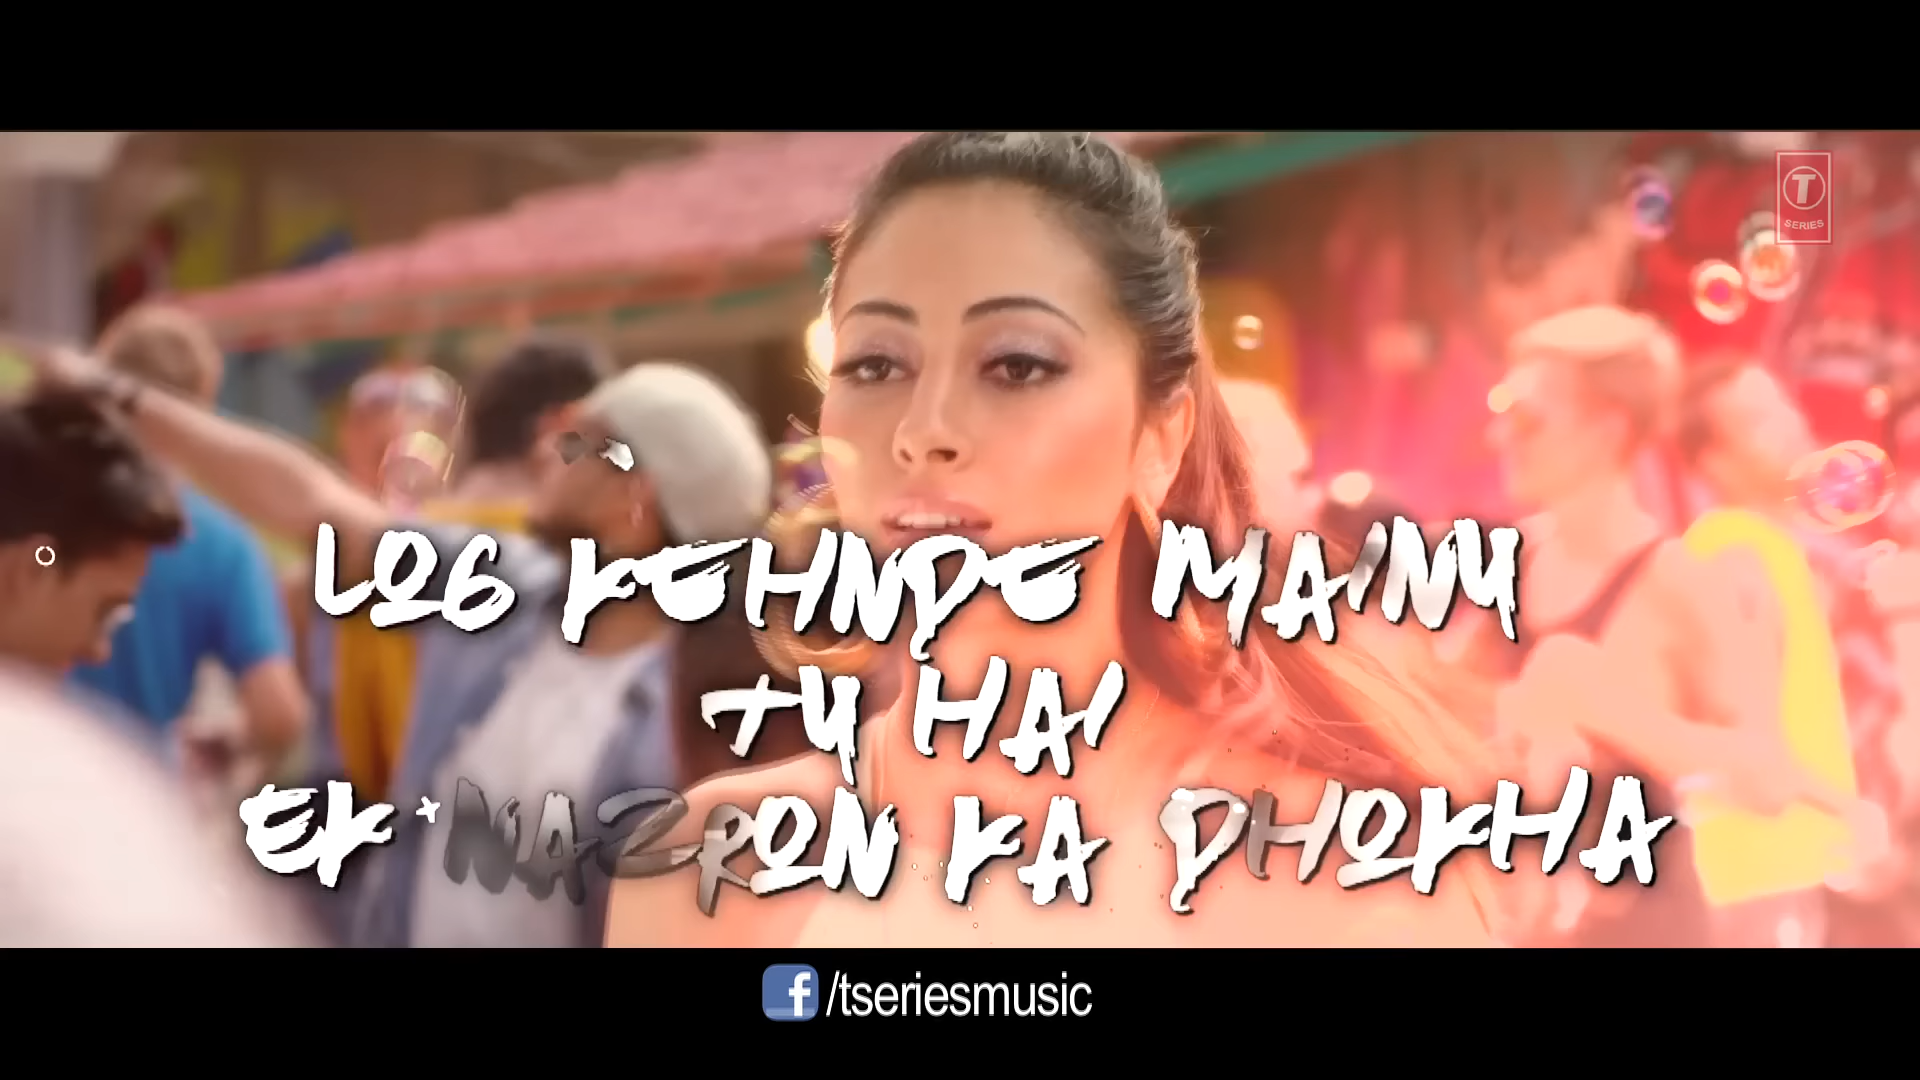 T
SERIES
LOG KEHNDE MAINU
TU HAI
EK NAZRON KA DHOKHA
f /tseriesmusic